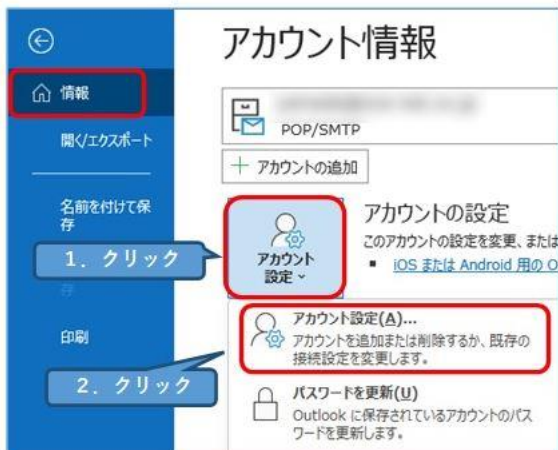 アカウント情報
情報
開く/エクスポート
名前を付けて保
存
印刷
POP/SMTP
アカウントの追加
アカウント
設定
アカウントの設定
このアカウントの設定を変更、または
■ iOS または Android 用の O
1. クリック
アカウント設定(A)...
アカウントを追加または削除するか、既存の
接続設定を変更します。
2. クリック
パスワードを更新(U)
Outlook に保存されているアカウントのパス
ワードを更新します。